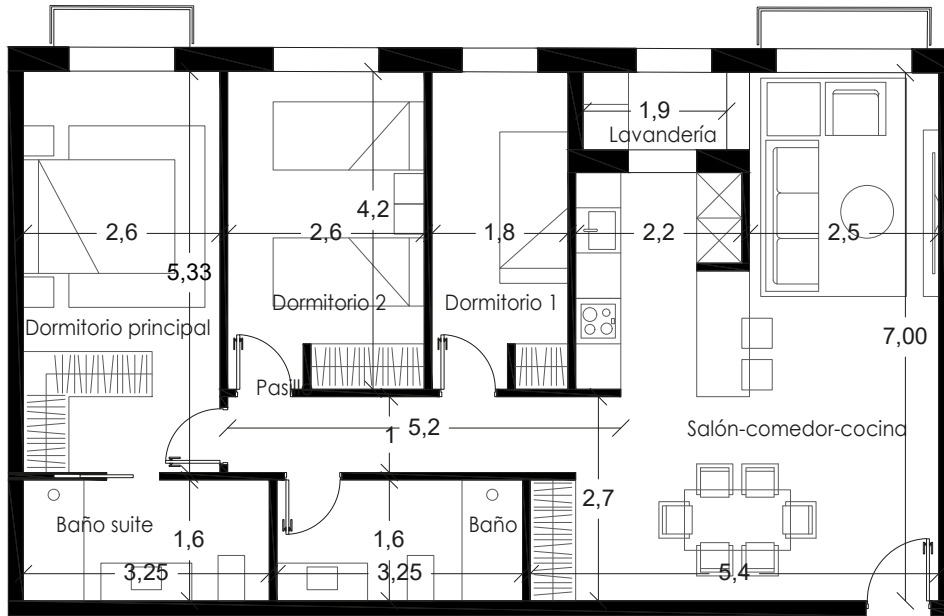 1,9
Lavandería
4,2
2,6
2,6
1,8
2,2
2,5
5,33
Dormitorio 2
Dormitorio 1
Dormitorio principal
7,00
Pasillo
5,2
1
Salón-comedor-cocina
2,7
Baño suite
Baño
1,6
1,6
3,25
3,25
5,4